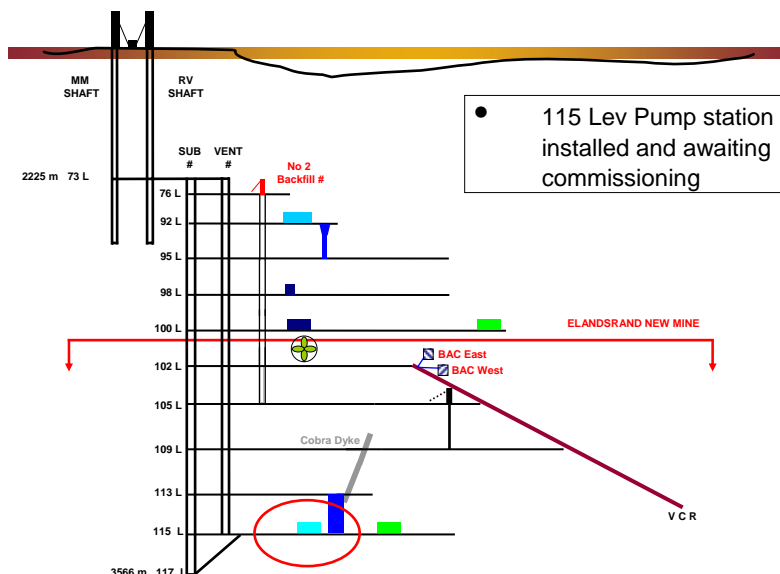 MM
SHAFT
RV
SHAFT
● 115 Lev Pump station
installed and awaiting
commissioning
SUB
#
VENT
#
No 2
Backfill #
2225 m 73 L
76 L
92 L
95 L
98 L
100 L
ELANDSRAND NEW MINE
102 L
BAC East
BAC West
105 L
Cobra Dyke
109 L
113 L
V C R
115 L
3566 m 117 L